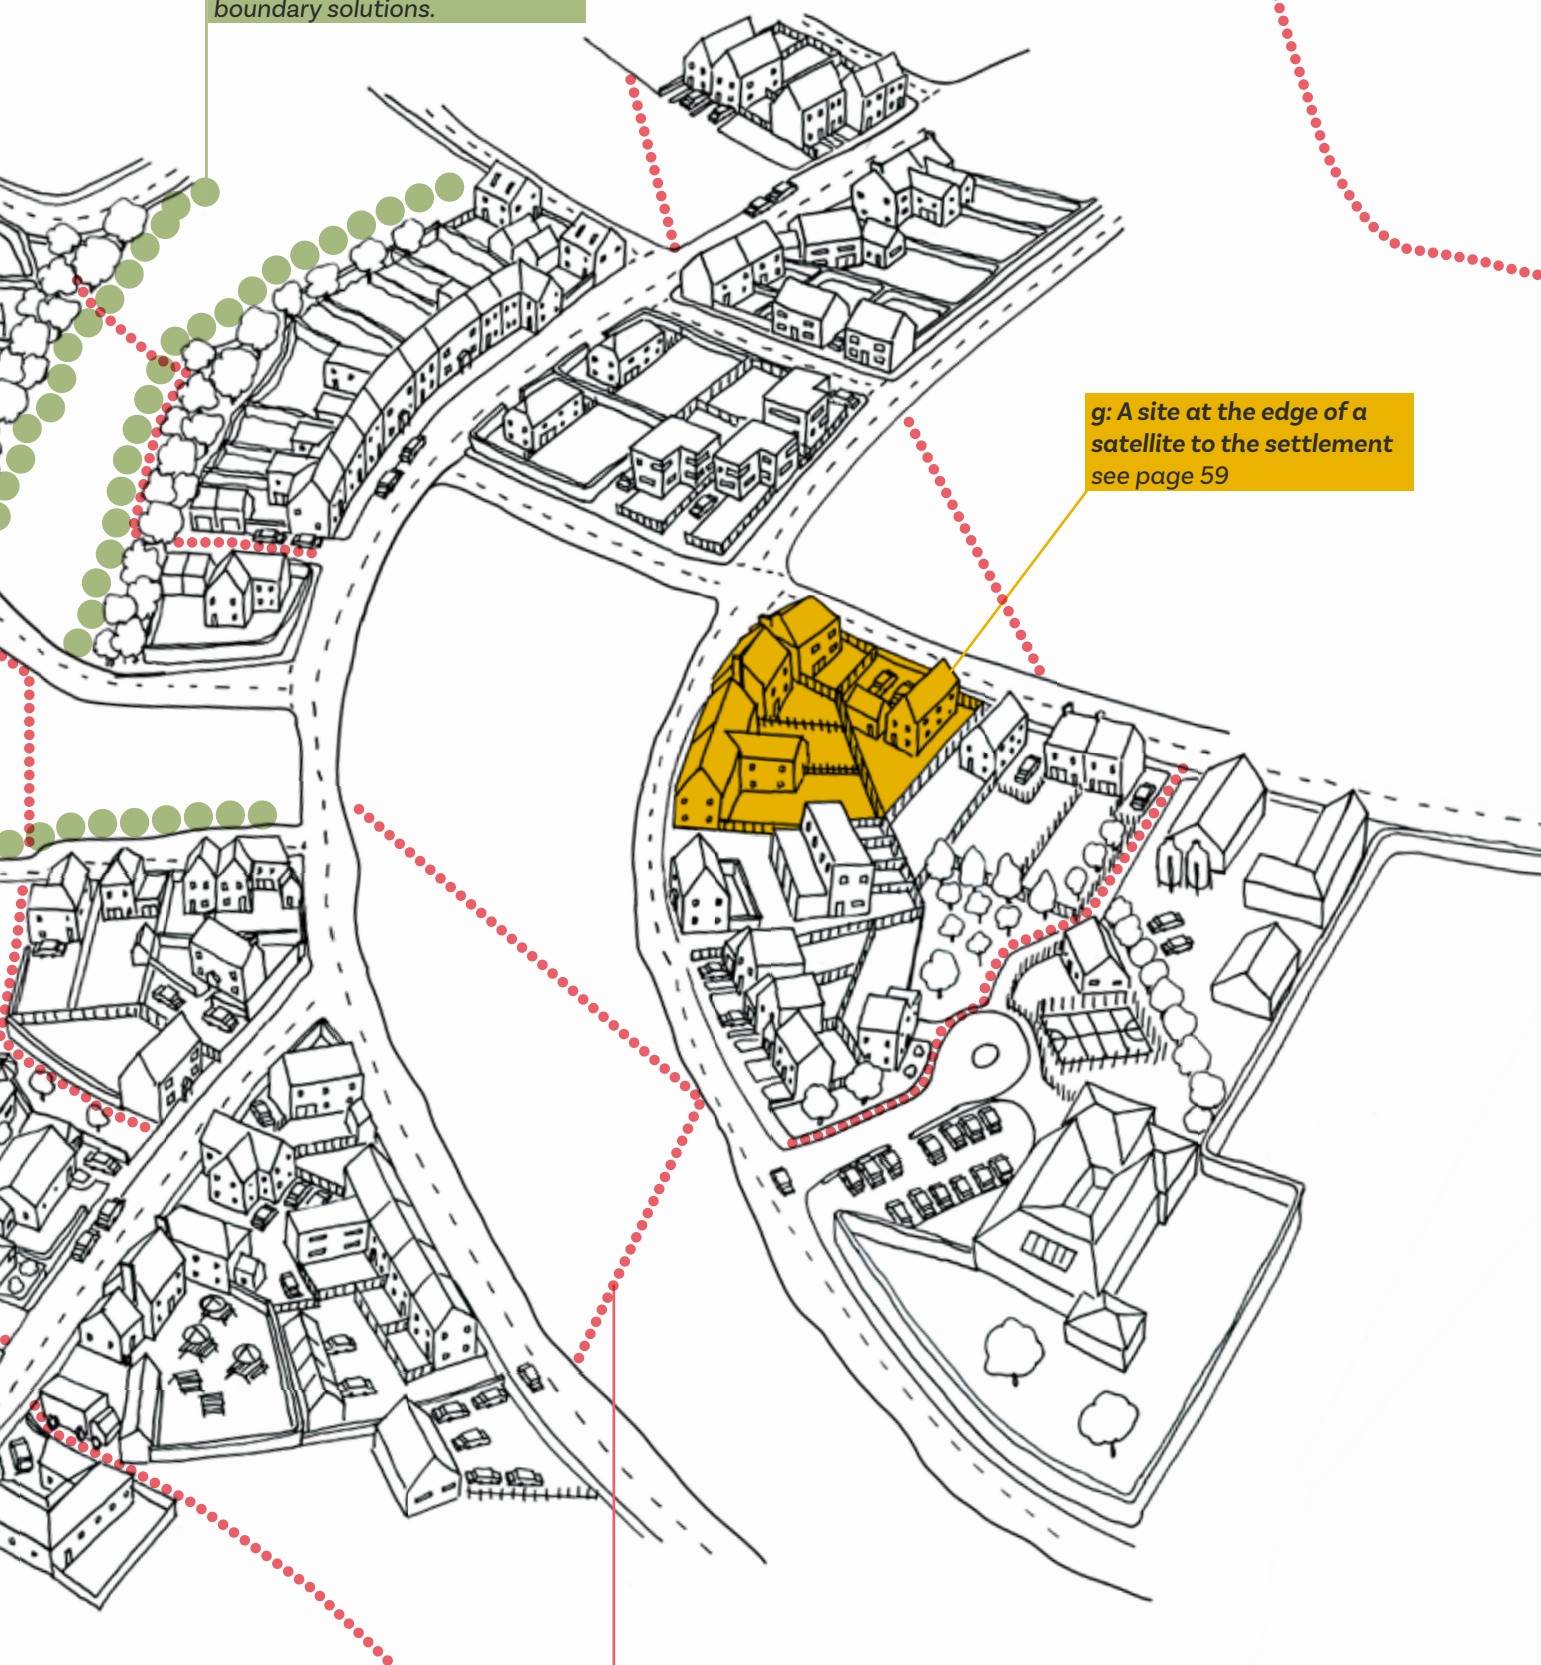 boundary solutions.
g: A site at the edge of a
satellite to the settlement
see page 59